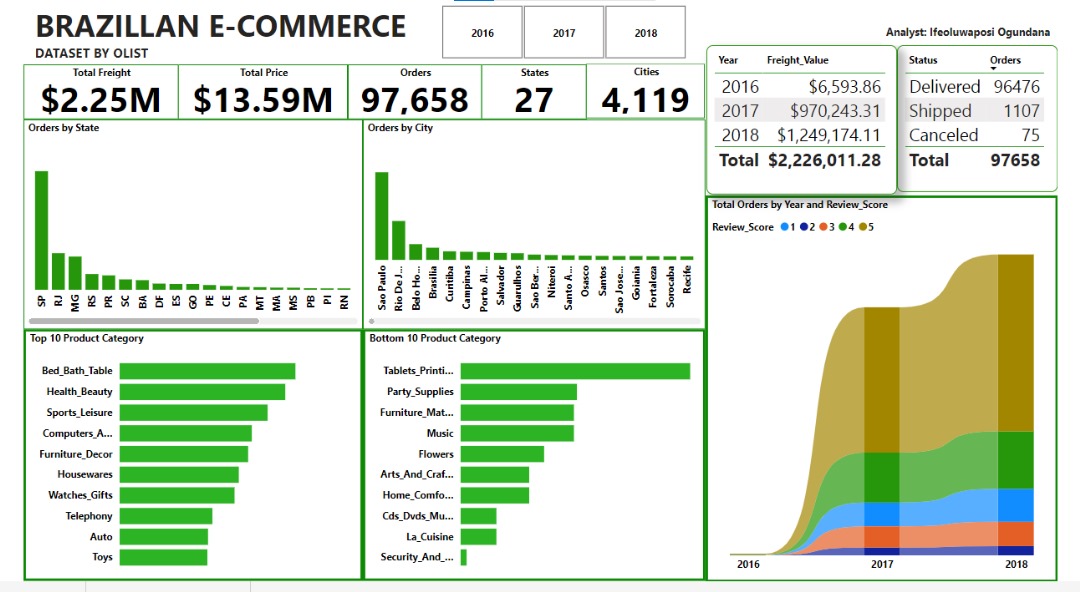 BRAZILLAN E-COMMERCE
DATASET BY OLIST
2016
2017
2018
Analyst: Ifeoluwaposi Ogundana
Total Freight
$2.25M
Total Price
$13.59M
Orders
97,658
States
27
Cities
4,119
Year Freight_Value
2016 $6,593.86
2017 $970,243.31
2018 $1,249,174.11
Total $2,226,011.28
Status Orders
Delivered 96476
Shipped 1107
Canceled 75
Total 97658
Orders by State
SP RJ MG RS PR SC BA DF ES GO PE CE PA MT MA MS PB PI RN
Orders by City
Sao Paulo
Rio De J...
Belo Ho...
Brasilia
Curitiba
Campinas
Porto Al...
Salvador
Guarulhos
Sao Ber...
Niteroi
Santo A...
Osasco
Santos
Sao Jose...
Goiania
Fortaleza
Sorocaba
Recife
Total Orders by Year and Review_Score
Review_Score 1 2 3 4 5
2016 2017 2018
Top 10 Product Category
Bed_Bath_Table
Health_Beauty
Sports_Leisure
Computers_A...
Furniture_Decor
Housewares
Watches_Gifts
Telephony
Auto
Toys
Bottom 10 Product Category
Tablets_Printi...
Party_Supplies
Furniture_Mat...
Music
Flowers
Arts_And_Craf...
Home_Comfo...
Cds_Dvds_Mu...
La_Cuisine
Security_And_...